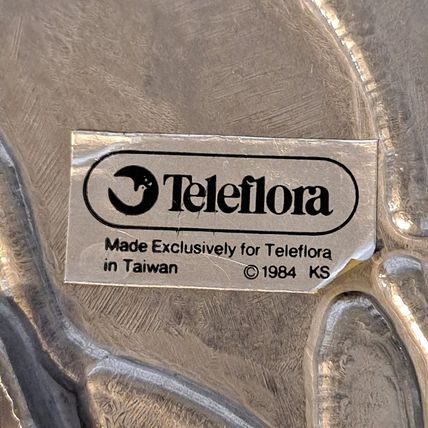 Teleflora
Made Exclusively for Teleflora
in Taiwan ©1984 KS